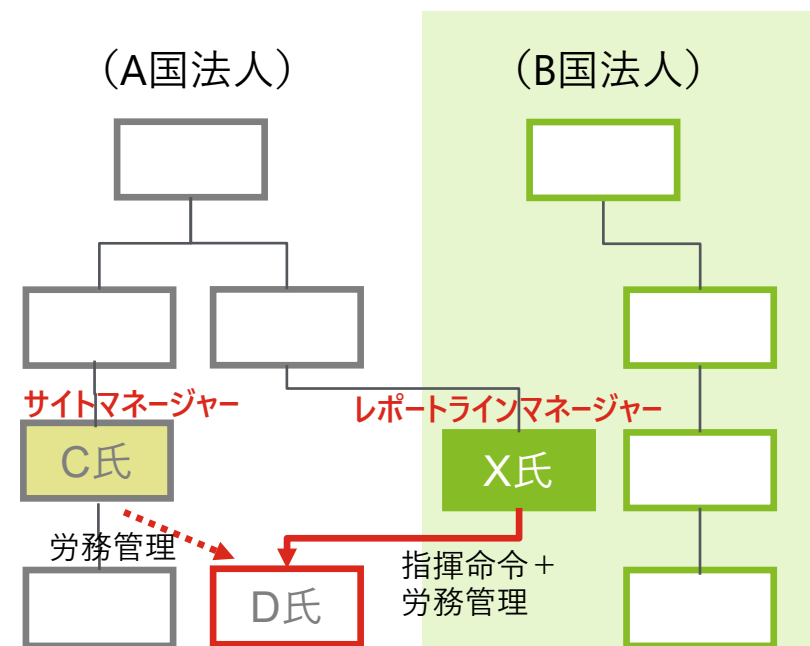 （A国法人）
（B国法人）
サイトマネージャー
レポートラインマネージャー
C氏
X氏
労務管理
指揮命令＋
労務管理
D氏